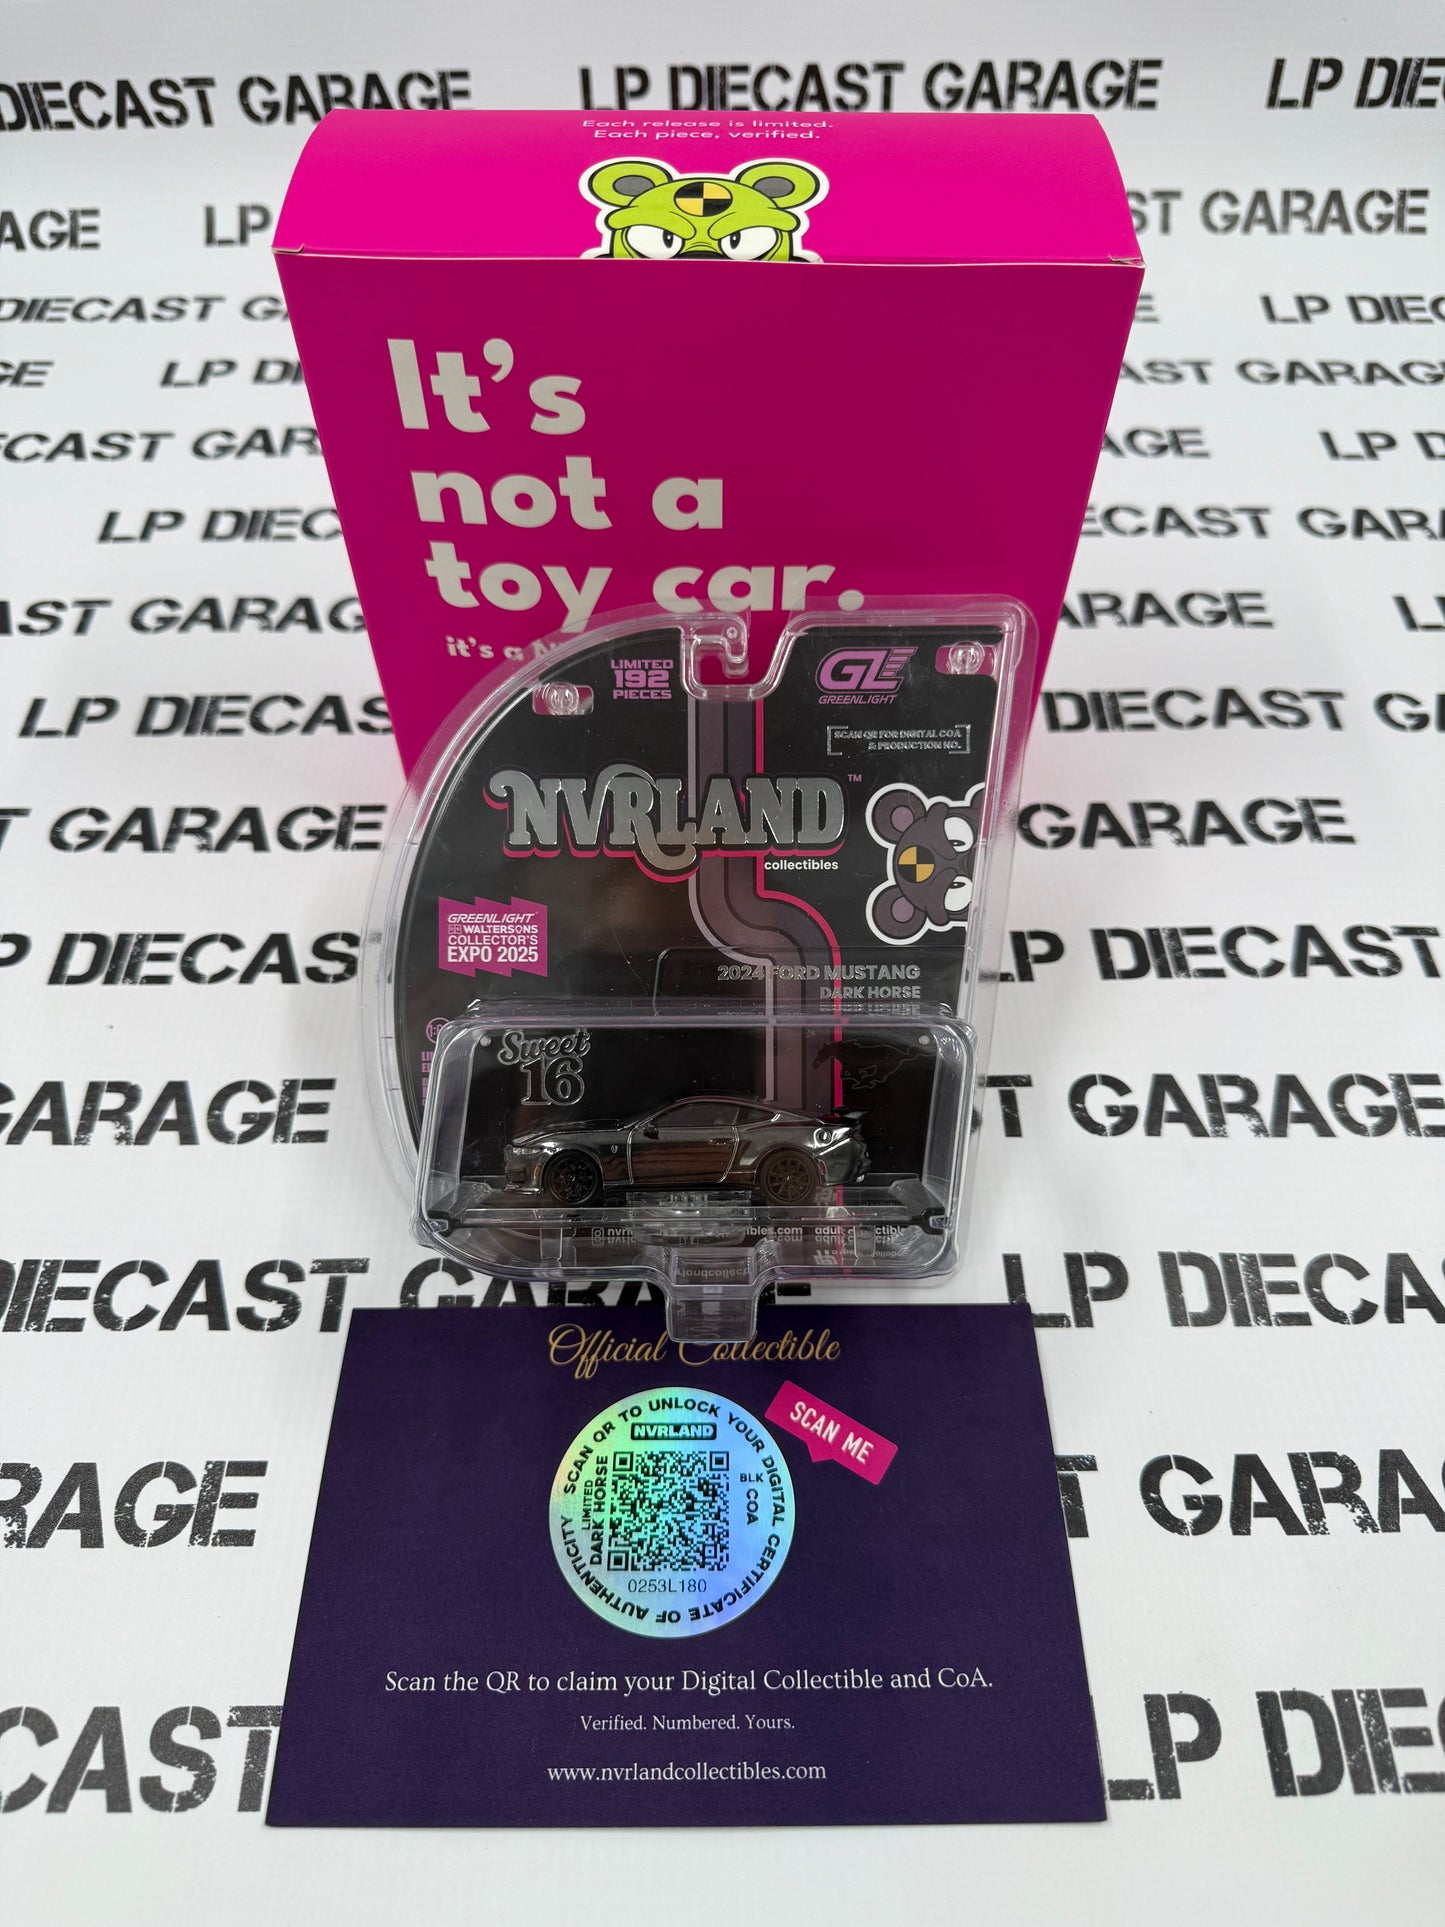 Each release is limited.
Each piece, verified.
It's
not a
toy car.
it's a
LIMITED
192
PIECES
GL
GREENLIGHT
SCAN QR FOR DIGITAL COA
& PRODUCTION NO.
NVRLAND™
collectibles
GREENLIGHT
WALTERSONS
COLLECTOR'S
EXPO 2025
2024 FORD MUSTANG
DARK HORSE
Sweet
16
Official Collectible
SCAN ME
SCAN QR TO UNLOCK YOUR DIGITAL CERTIFICATE OF AUTHENTICITY
NVRLAND
LIMITED
DARK HORSE
BLK
COA
0253L180
Scan the QR to claim your Digital Collectible and CoA.
Verified. Numbered. Yours.
www.nvrlandcollectibles.com
LP DIECAST GARAGE